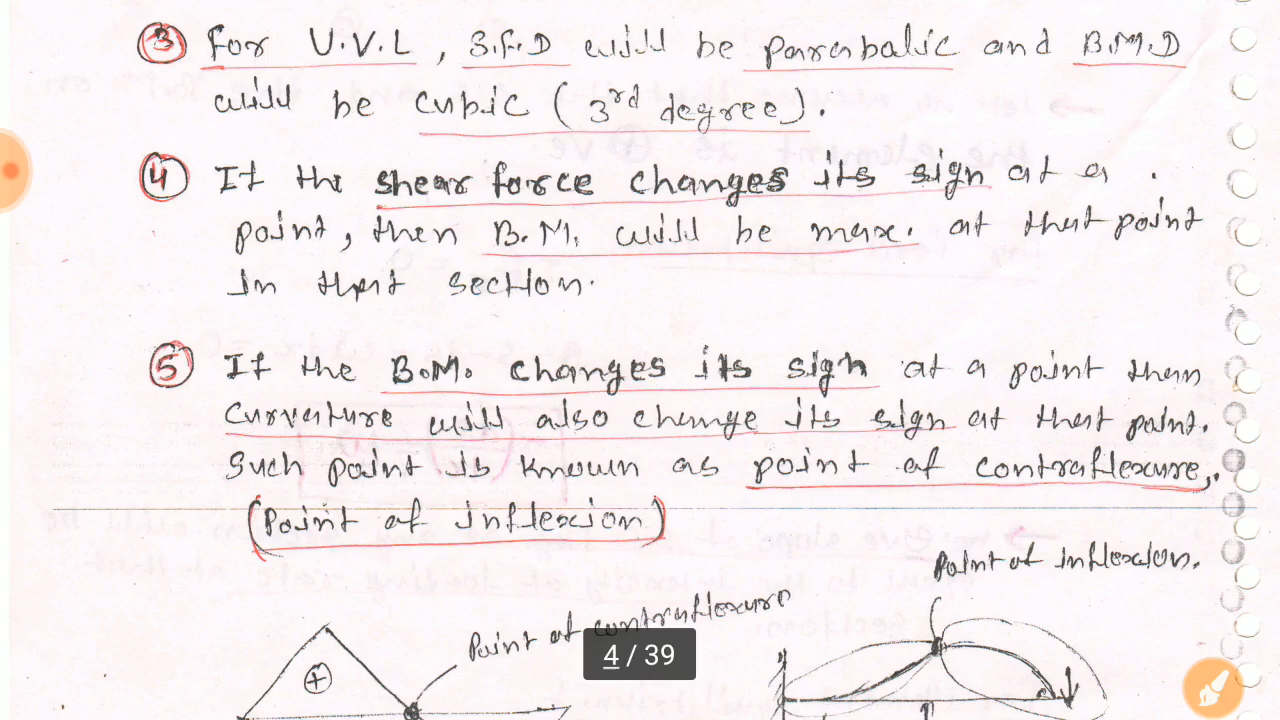 ③ For U.V.L, S.F.D will be parabalic and B.M.D
will be cubic (3rd degree).
④ If the shear force changes its sign at a
point, then B.M. will be max. at that point
in that section.
⑤ If the B.M. changes its sign at a point then
curvature will also change its sign at that point.
Such point is known as point of contraflexure,.
(Point of inflexion)
Point of inflexion.
Point of contraflexure
+
4 / 39